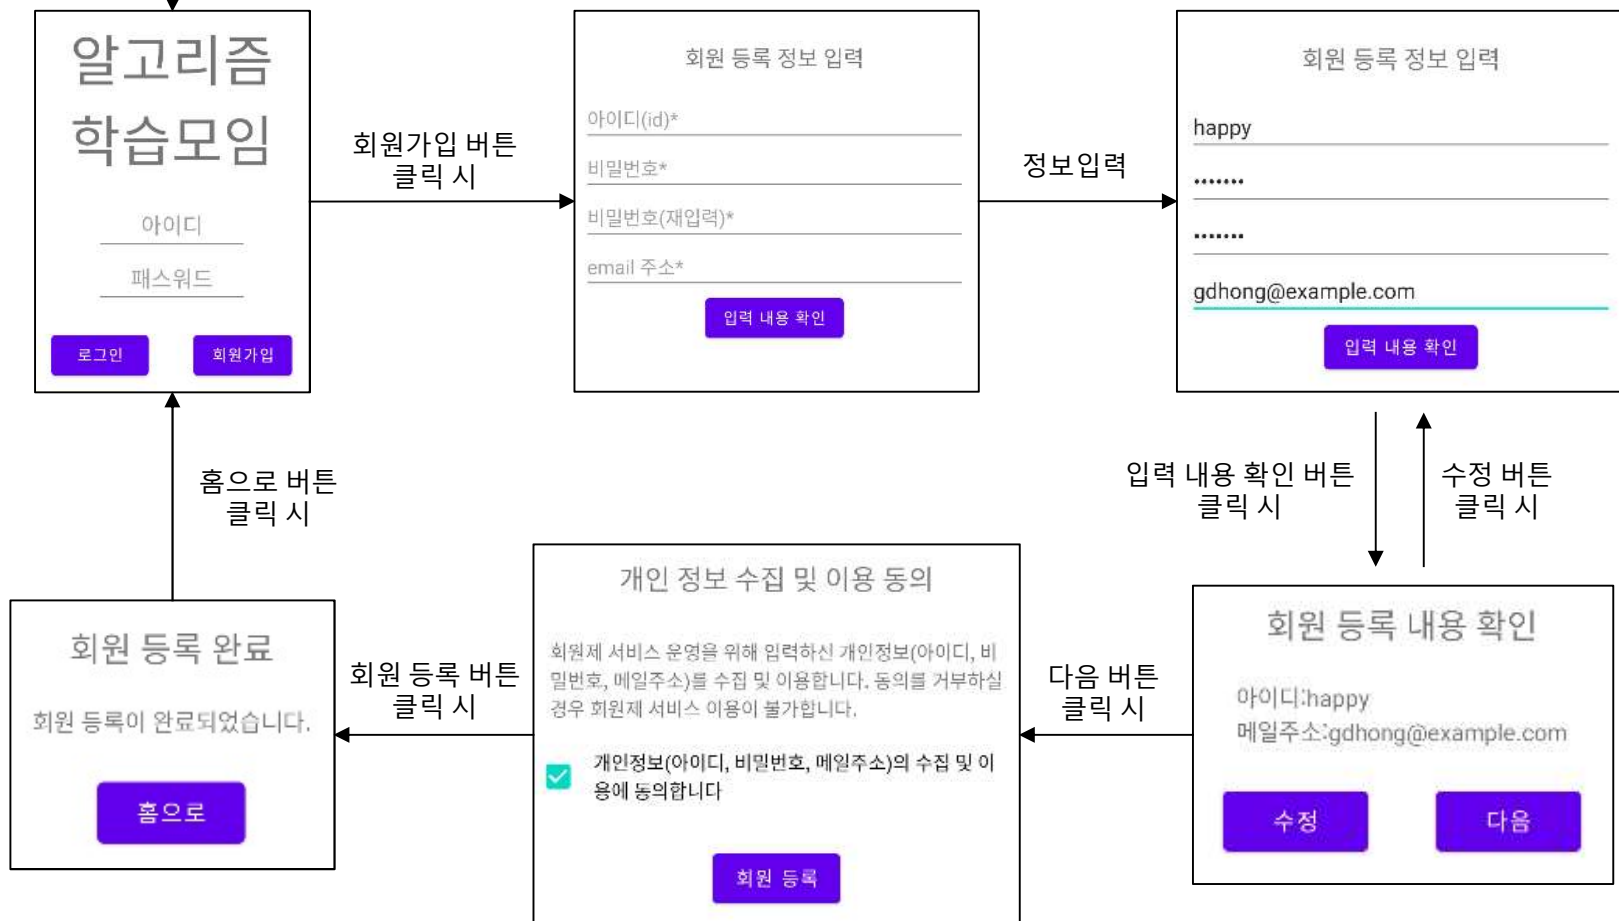 알고리즘
학습모임
아이디
패스워드
로그인
회원가입
회원가입 버튼
클릭 시
회원 등록 정보 입력
아이디(id)*
비밀번호*
비밀번호(재입력)*
email 주소*
입력 내용 확인
정보입력
회원 등록 정보 입력
happy
•••••••
•••••••
gdhong@example.com
입력 내용 확인
입력 내용 확인 버튼
클릭 시
수정 버튼
클릭 시
회원 등록 내용 확인
아이디:happy
메일주소:gdhong@example.com
수정
다음
다음 버튼
클릭 시
개인 정보 수집 및 이용 동의
회원제 서비스 운영을 위해 입력하신 개인정보(아이디, 비
밀번호, 메일주소)를 수집 및 이용합니다. 동의를 거부하실
경우 회원제 서비스 이용이 불가합니다.
개인정보(아이디, 비밀번호, 메일주소)의 수집 및 이
용에 동의합니다
회원 등록
회원 등록 버튼
클릭 시
회원 등록 완료
회원 등록이 완료되었습니다.
홈으로
홈으로 버튼
클릭 시